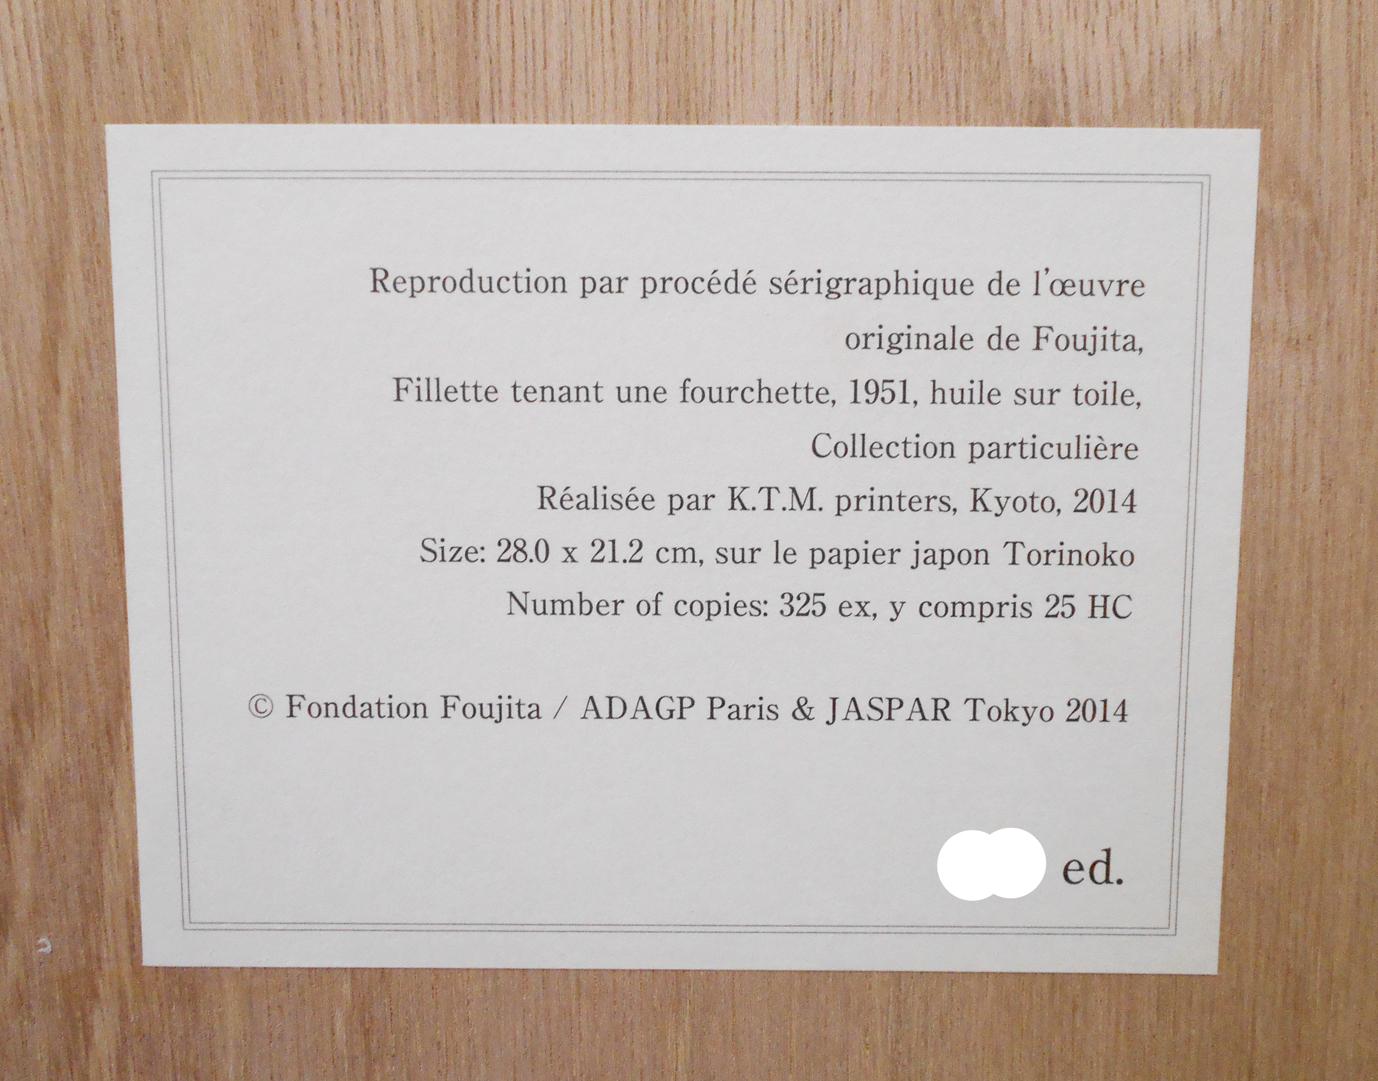 Reproduction par procédé sérigraphique de l'œuvre
originale de Foujita,
Fillette tenant une fourchette, 1951, huile sur toile,
Collection particulière
Réalisée par K.T.M. printers, Kyoto, 2014
Size: 28.0 x 21.2 cm, sur le papier japon Torinoko
Number of copies: 325 ex, y compris 25 HC
© Fondation Foujita / ADAGP Paris & JASPAR Tokyo 2014
ed.